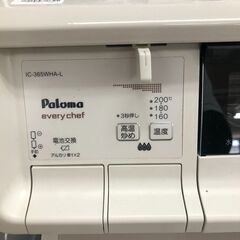 IC-365WHA-L
Paloma
every chef
200℃
180
160
*3秒押し
高温
炒め
温度
電池交換
アルカリ単1×2